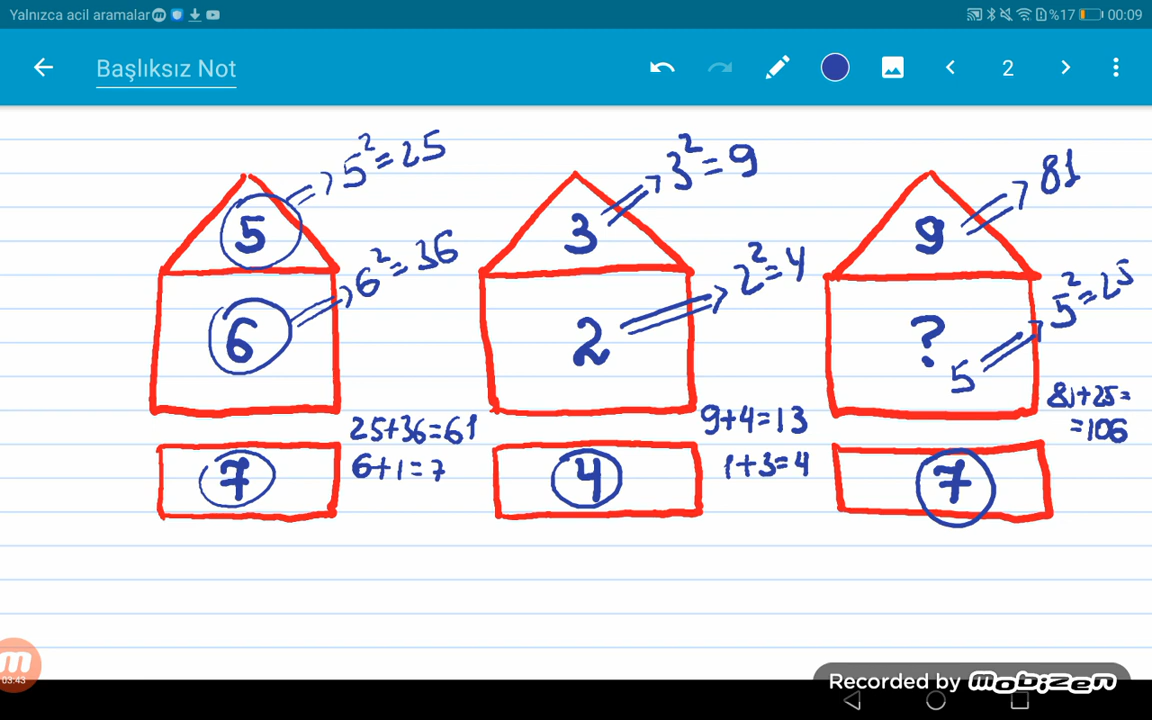 Yalnızca acil aramalar
%17 00:09
Başlıksız Not
2
5 → 5²=25
3 → 3²=9
9 → 81
6 → 6²=36
2 → 2²=4
? 5 → 5²=25
25+36=61
9+4=13
81+25=
=106
7
6+1=7
4
1+3=4
7
03:43
Recorded by mobizen